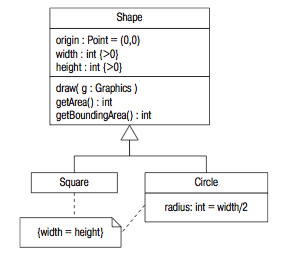 Shape
origin : Point = (0,0)
width : int {>0}
height : int {>0}
draw( g : Graphics )
getArea() : int
getBoundingArea() : int
Square
Circle
radius: int = width/2
{width = height}